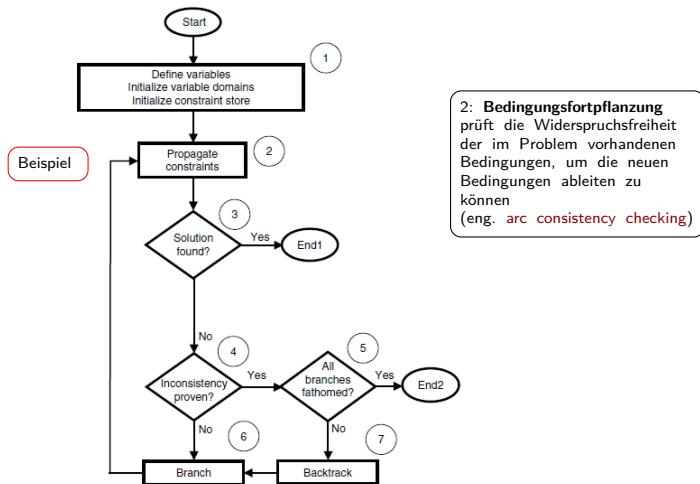 Start
1
Define variables
Initialize variable domains
Initialize constraint store
2: Bedingungsfortpflanzung
prüft die Widerspruchsfreiheit
der im Problem vorhandenen
Bedingungen, um die neuen
Bedingungen ableiten zu
können
(eng. arc consistency checking)
Beispiel
Propagate
constraints
2
3
Solution
found?
Yes
End1
No
4
Inconsistency
proven?
Yes
5
All
branches
fathomed?
Yes
End2
No
6
No
7
Branch
Backtrack